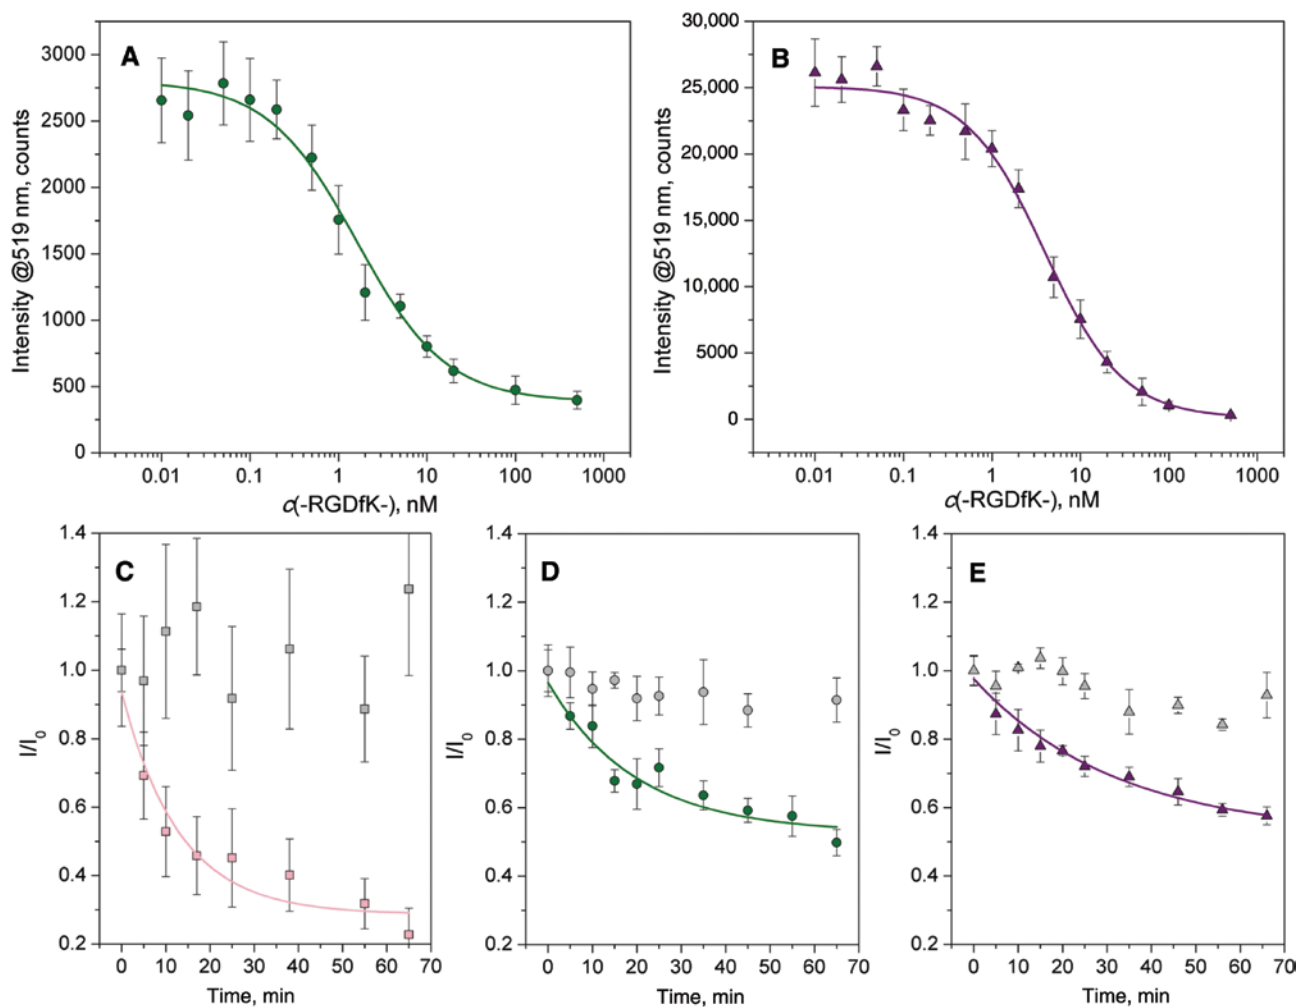 A
3000
2500
2000
1500
1000
500
0
Intensity @519 nm, counts
0.01 0.1 1 10 100 1000
c(-RGDfK-), nM
B
30,000
25,000
20,000
15,000
10,000
5000
0
Intensity @519 nm, counts
0.01 0.1 1 10 100 1000
c(-RGDfK-), nM
C
1.4
1.2
1.0
0.8
0.6
0.4
0.2
I/I0
0 10 20 30 40 50 60 70
Time, min
D
1.4
1.2
1.0
0.8
0.6
0.4
0.2
I/I0
0 10 20 30 40 50 60 70
Time, min
E
1.4
1.2
1.0
0.8
0.6
0.4
0.2
I/I0
0 10 20 30 40 50 60 70
Time, min